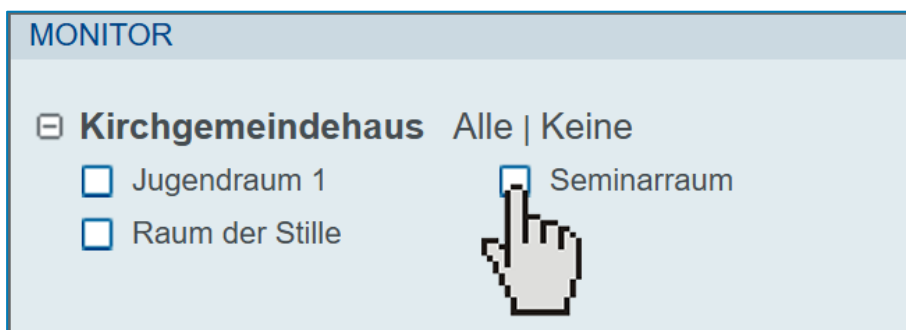 MONITOR
Kirchgemeindehaus Alle | Keine
Jugendraum 1 Seminarraum
Raum der Stille